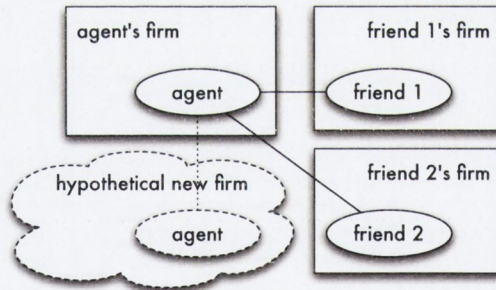 agent's firm
friend 1's firm
agent
friend 1
friend 2's firm
hypothetical new firm
agent
friend 2